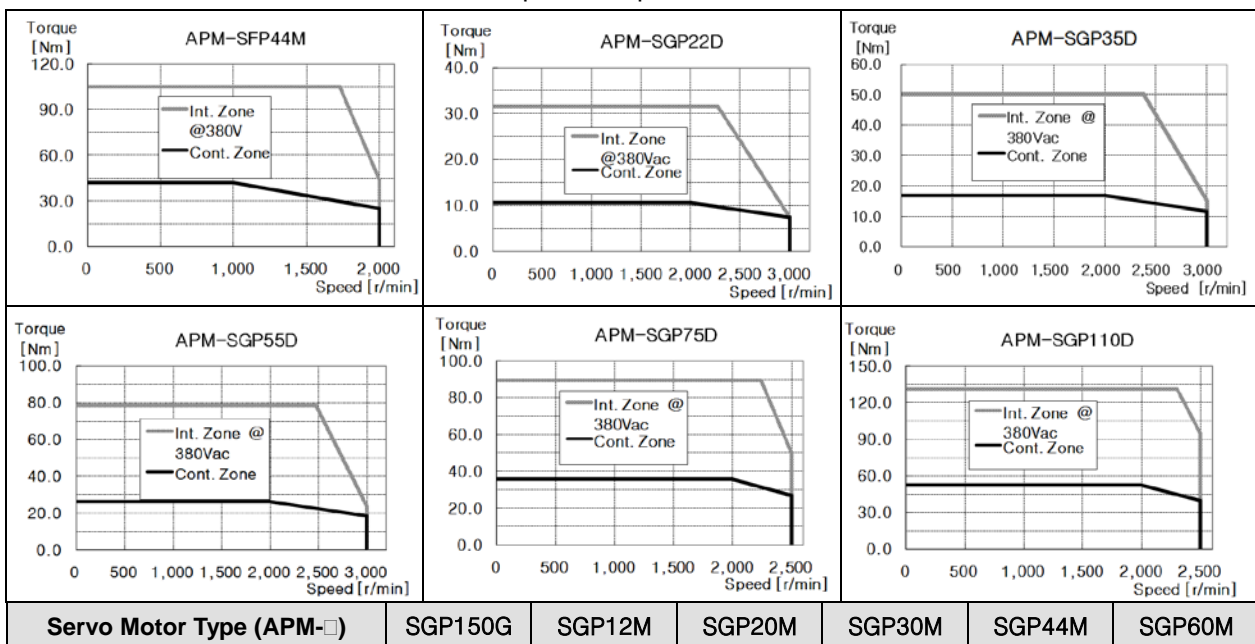 Torque
[Nm]
APM-SFP44M
120.0
90.0
60.0
30.0
0.0
Int. Zone
@380V
Cont. Zone
0 500 1,000 1,500 2,000
Speed [r/min]
Torque
[Nm]
APM-SGP22D
40.0
30.0
20.0
10.0
0.0
Int. Zone
@380Vac
Cont. Zone
0 500 1,000 1,500 2,000 2,500 3,000
Speed [r/min]
Torque
[Nm]
APM-SGP35D
60.0
50.0
40.0
30.0
20.0
10.0
0.0
Int. Zone @
380Vac
Cont. Zone
0 500 1,000 1,500 2,000 2,500 3,000
Speed [r/min]
Torque
[Nm]
APM-SGP55D
100.0
80.0
60.0
40.0
20.0
0.0
Int. Zone @
380Vac
Cont. Zone
0 500 1,000 1,500 2,000 2,500 3,000
Speed [r/min]
Torque
[Nm]
APM-SGP75D
100.0
80.0
60.0
40.0
20.0
0.0
Int. Zone @
380Vac
Cont. Zone
0 500 1,000 1,500 2,000 2,500
Speed [r/min]
Torque
[Nm]
APM-SGP110D
150.0
120.0
90.0
60.0
30.0
0.0
Int. Zone @
380Vac
Cont. Zone
0 500 1,000 1,500 2,000 2,500
Speed [r/min]
Servo Motor Type (APM-□) SGP150G SGP12M SGP20M SGP30M SGP44M SGP60M